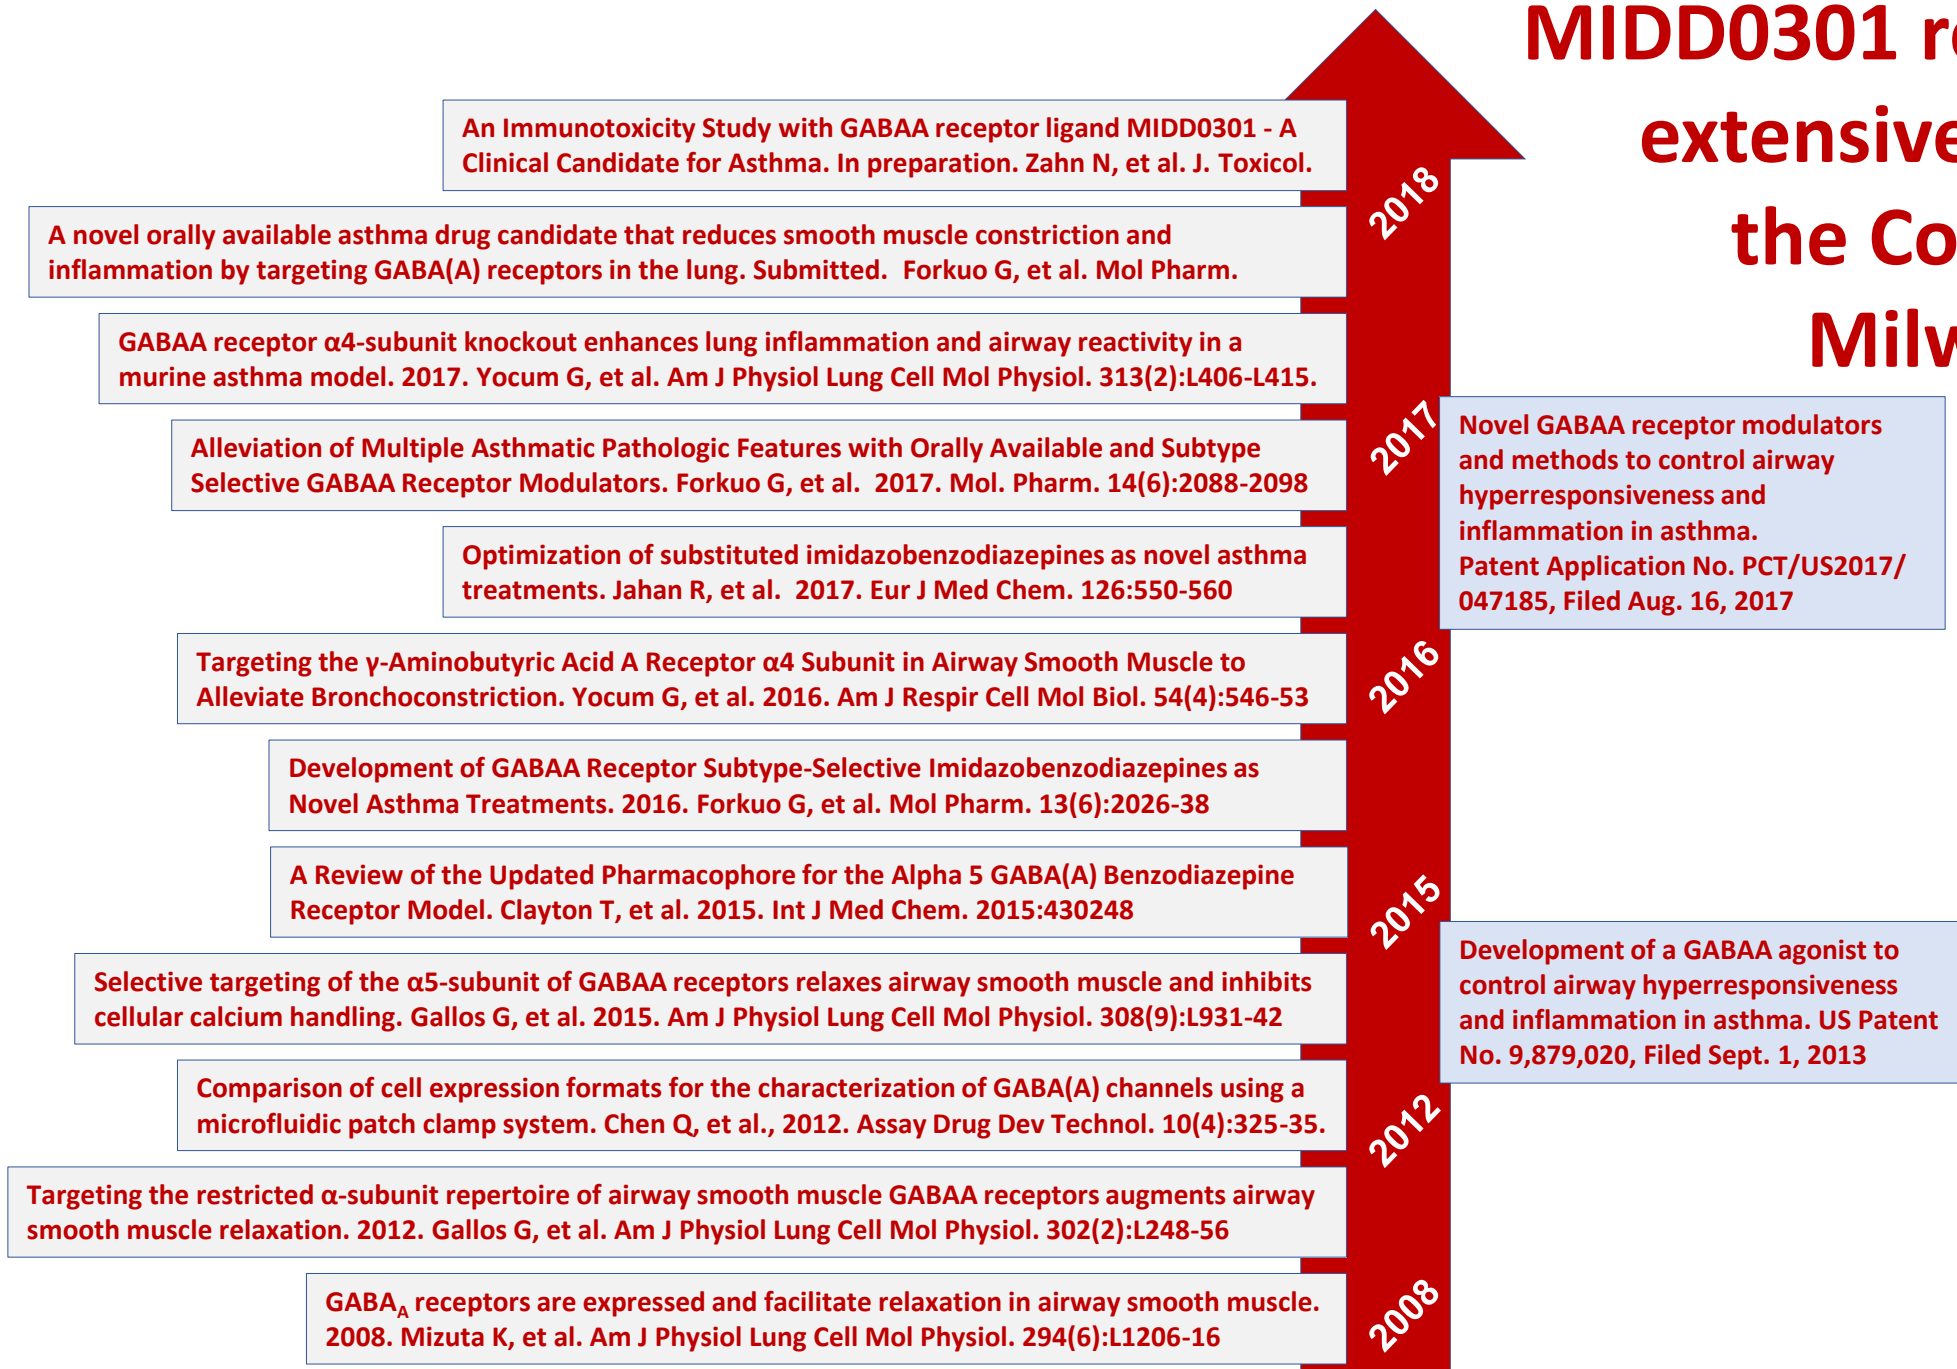 MIDD0301 re
extensive
the Co
Milw
An Immunotoxicity Study with GABAA receptor ligand MIDD0301 - A
Clinical Candidate for Asthma. In preparation. Zahn N, et al. J. Toxicol.
2018
A novel orally available asthma drug candidate that reduces smooth muscle constriction and
inflammation by targeting GABA(A) receptors in the lung. Submitted.  Forkuo G, et al. Mol Pharm.
GABAA receptor α4-subunit knockout enhances lung inflammation and airway reactivity in a
murine asthma model. 2017. Yocum G, et al. Am J Physiol Lung Cell Mol Physiol. 313(2):L406-L415.
2017
Novel GABAA receptor modulators
and methods to control airway
hyperresponsiveness and
inflammation in asthma.
Patent Application No. PCT/US2017/
047185, Filed Aug. 16, 2017
Alleviation of Multiple Asthmatic Pathologic Features with Orally Available and Subtype
Selective GABAA Receptor Modulators. Forkuo G, et al.  2017. Mol. Pharm. 14(6):2088-2098
Optimization of substituted imidazobenzodiazepines as novel asthma
treatments. Jahan R, et al.  2017. Eur J Med Chem. 126:550-560
Targeting the γ-Aminobutyric Acid A Receptor α4 Subunit in Airway Smooth Muscle to
Alleviate Bronchoconstriction. Yocum G, et al. 2016. Am J Respir Cell Mol Biol. 54(4):546-53
2016
Development of GABAA Receptor Subtype-Selective Imidazobenzodiazepines as
Novel Asthma Treatments. 2016. Forkuo G, et al. Mol Pharm. 13(6):2026-38
A Review of the Updated Pharmacophore for the Alpha 5 GABA(A) Benzodiazepine
Receptor Model. Clayton T, et al. 2015. Int J Med Chem. 2015:430248
2015
Development of a GABAA agonist to
control airway hyperresponsiveness
and inflammation in asthma. US Patent
No. 9,879,020, Filed Sept. 1, 2013
Selective targeting of the α5-subunit of GABAA receptors relaxes airway smooth muscle and inhibits
cellular calcium handling. Gallos G, et al. 2015. Am J Physiol Lung Cell Mol Physiol. 308(9):L931-42
Comparison of cell expression formats for the characterization of GABA(A) channels using a
microfluidic patch clamp system. Chen Q, et al., 2012. Assay Drug Dev Technol. 10(4):325-35.
2012
Targeting the restricted α-subunit repertoire of airway smooth muscle GABAA receptors augments airway
smooth muscle relaxation. 2012. Gallos G, et al. Am J Physiol Lung Cell Mol Physiol. 302(2):L248-56
GABAA receptors are expressed and facilitate relaxation in airway smooth muscle.
2008. Mizuta K, et al. Am J Physiol Lung Cell Mol Physiol. 294(6):L1206-16
2008